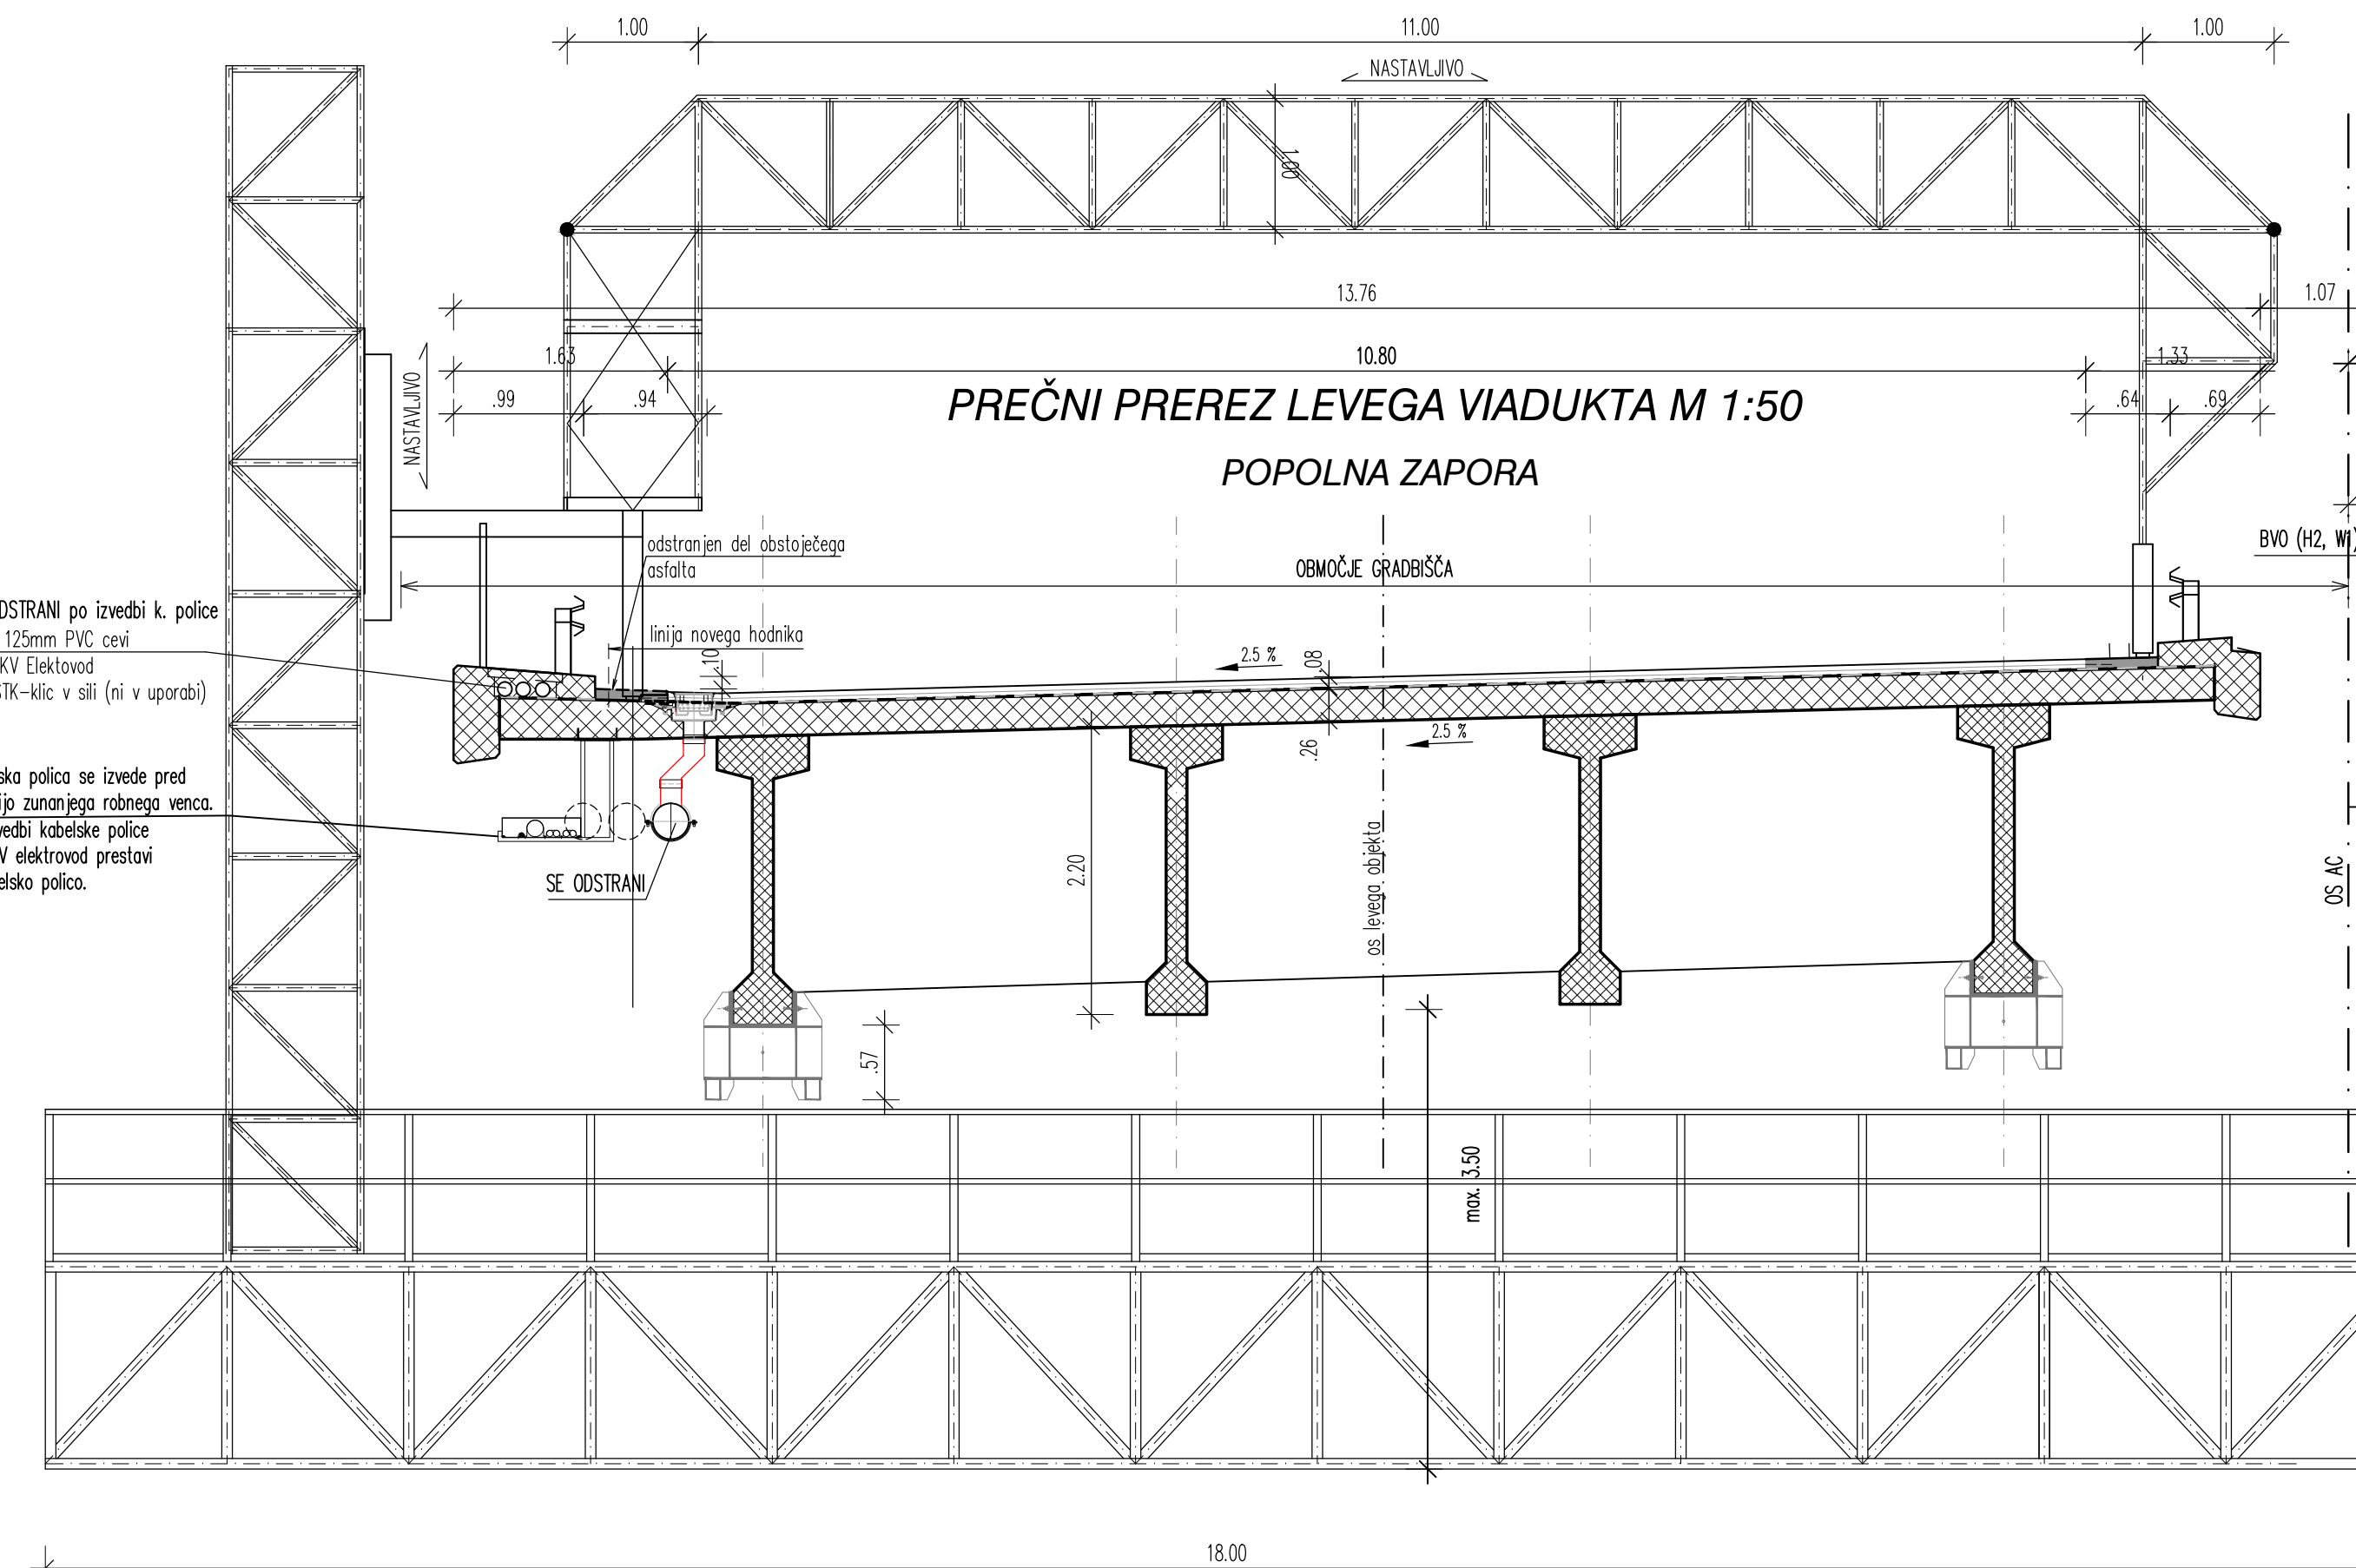 1.00
11.00
1.00
NASTAVLJIVO
1.00
13.76
1.07
1.63
10.80
1.33
.99
.94
.64
.69
NASTAVLJIVO
PREČNI PREREZ LEVEGA VIADUKTA M 1:50
POPOLNA ZAPORA
odstranjen del obstoječega
asfalta
OBMOČJE GRADBIŠČA
BVO (H2, W1)
DSTRANI po izvedbi k. police
125mm PVC cevi
KV Elektovod
STK-klic v sili (ni v uporabi)
linija novega hodnika
.10
2.5 %
.08
2.5 %
.26
ska polica se izvede pred
ijo zunanjega robnega venca.
vedbi kabelske police
V elektrovod prestavi
elsko polico.
SE ODSTRANI
2.20
os levega objekta
OS AC
.57
max. 3.50
18.00